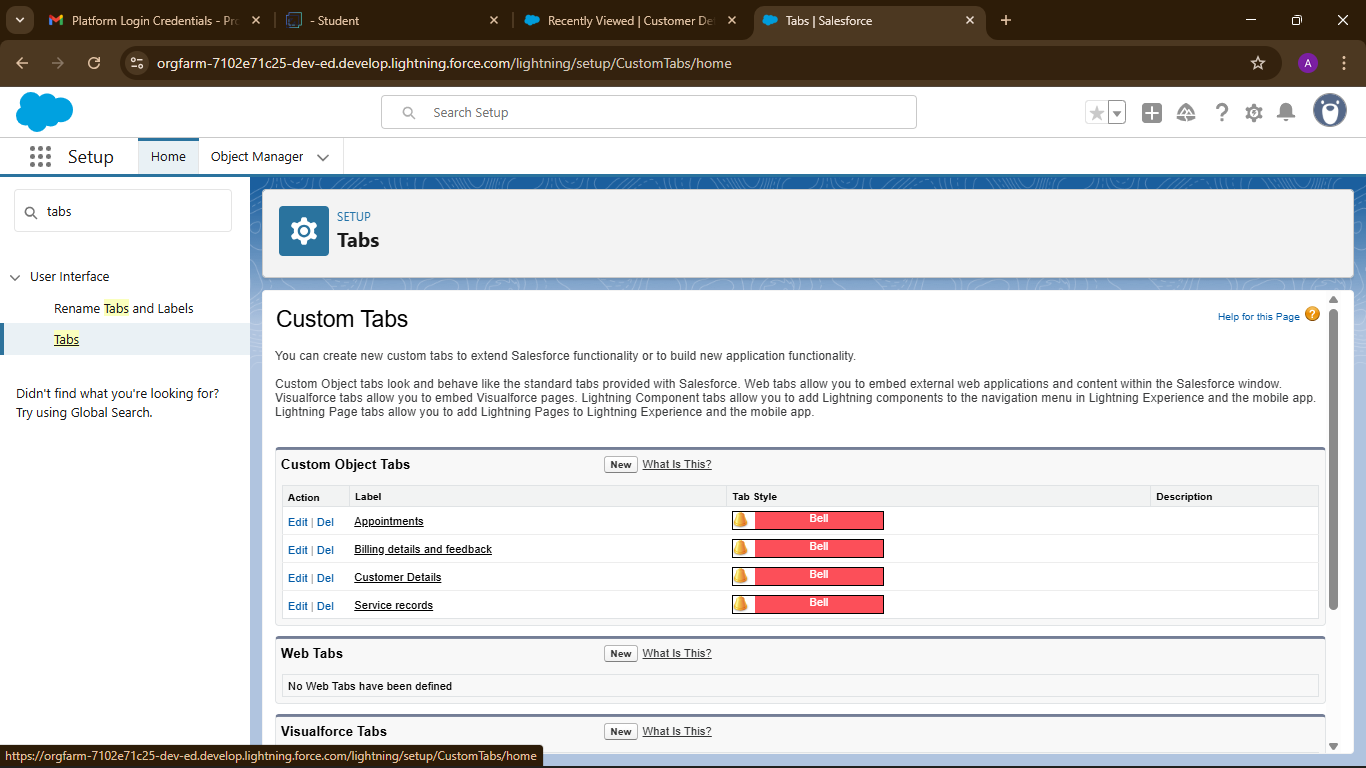 Platform Login Credentials - Pro
- Student
Recently Viewed | Customer De
Tabs | Salesforce
orgfarm-7102e71c25-dev-ed.develop.lightning.force.com/lightning/setup/CustomTabs/home
A
Search Setup
Setup
Home
Object Manager
tabs
User Interface
Rename Tabs and Labels
Tabs
Didn't find what you're looking for?
Try using Global Search.
SETUP
Tabs
Custom Tabs
Help for this Page ?
You can create new custom tabs to extend Salesforce functionality or to build new application functionality.
Custom Object tabs look and behave like the standard tabs provided with Salesforce. Web tabs allow you to embed external web applications and content within the Salesforce window.
Visualforce tabs allow you to embed Visualforce pages. Lightning Component tabs allow you to add Lightning components to the navigation menu in Lightning Experience and the mobile app.
Lightning Page tabs allow you to add Lightning Pages to Lightning Experience and the mobile app.
Custom Object Tabs New What Is This?
Action Label Tab Style Description
Edit | Del Appointments Bell
Edit | Del Billing details and feedback Bell
Edit | Del Customer Details Bell
Edit | Del Service records Bell
Web Tabs New What Is This?
No Web Tabs have been defined
Visualforce Tabs New What Is This?
https://orgfarm-7102e71c25-dev-ed.develop.lightning.force.com/lightning/setup/CustomTabs/home